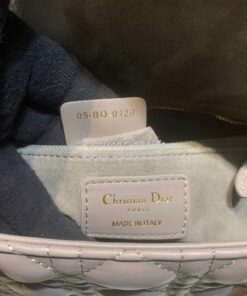 05-BO-0129
Christian Dior
PARIS
MADE IN ITALY